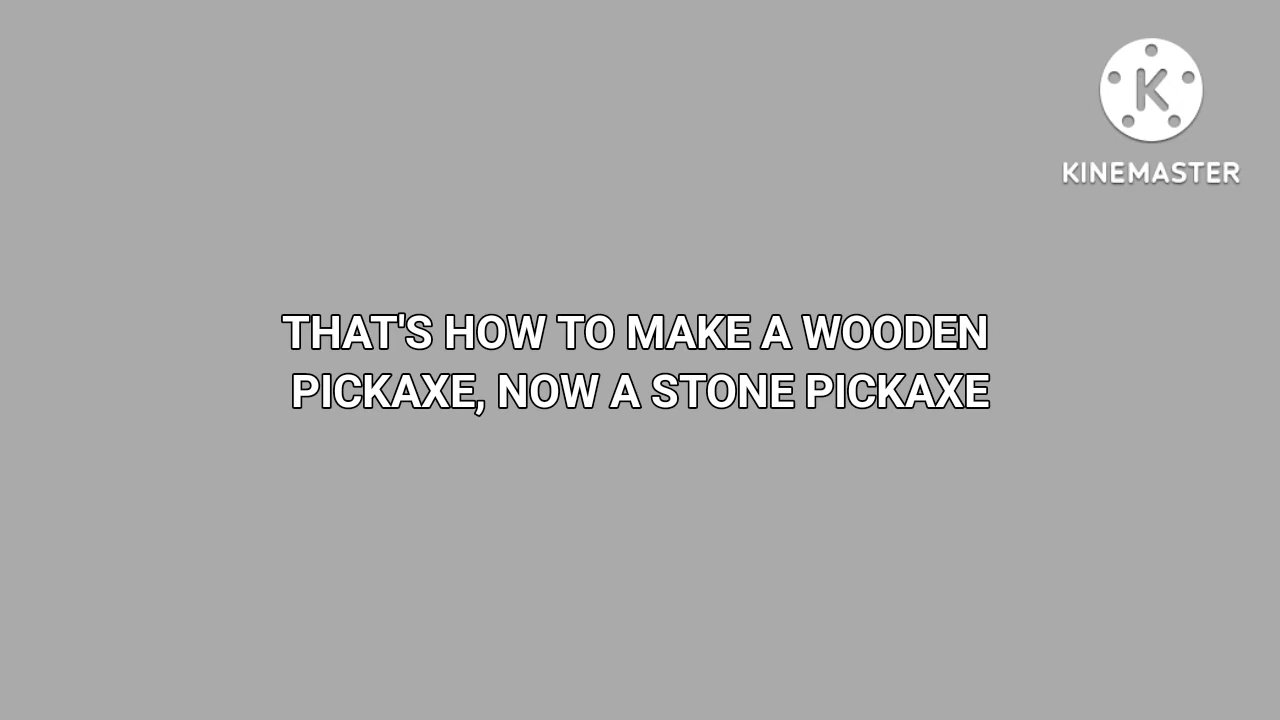 K
KINEMASTER
THAT'S HOW TO MAKE A WOODEN
PICKAXE, NOW A STONE PICKAXE